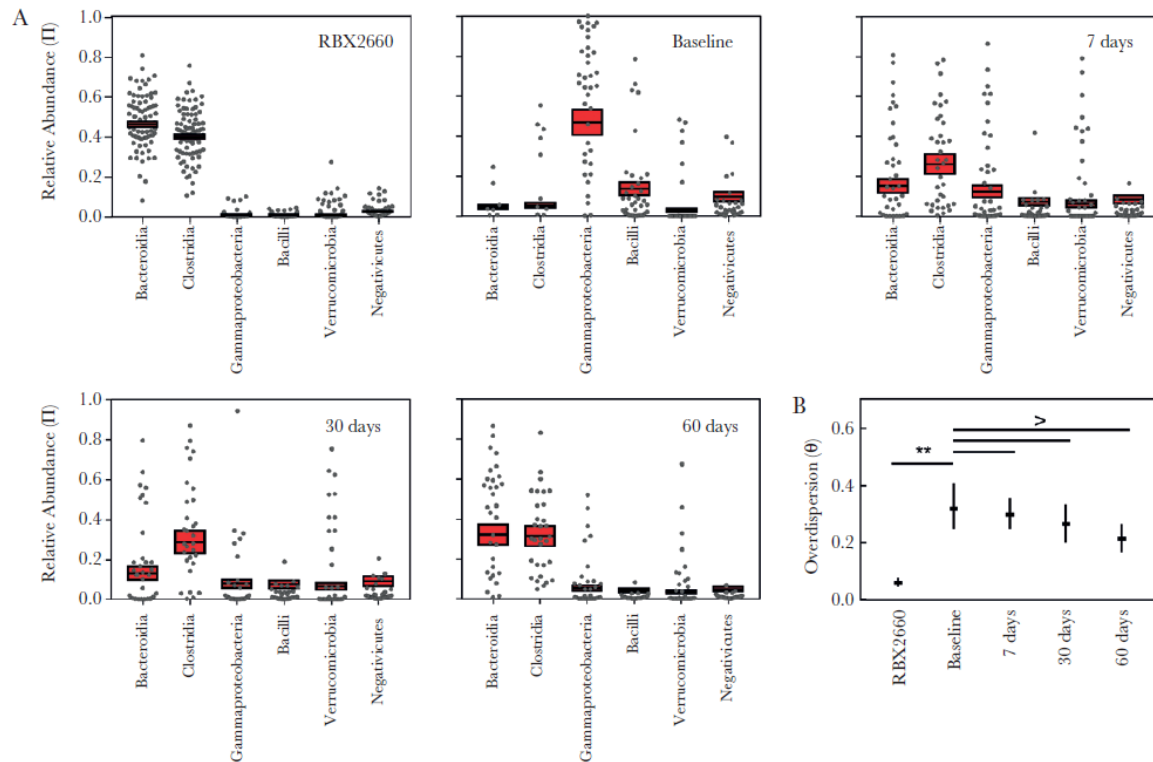 A
Relative Abundance (Π)
1.0
0.8
0.6
0.4
0.2
0.0
RBX2660
Bacteroidia
Clostridia
Gammaproteobacteria
Bacilli
Verrucomicrobia
Negativicutes
Baseline
Bacteroidia
Clostridia
Gammaproteobacteria
Bacilli
Verrucomicrobia
Negativicutes
7 days
Bacteroidia
Clostridia
Gammaproteobacteria
Bacilli
Verrucomicrobia
Negativicutes
Relative Abundance (Π)
1.0
0.8
0.6
0.4
0.2
0.0
30 days
Bacteroidia
Clostridia
Gammaproteobacteria
Bacilli
Verrucomicrobia
Negativicutes
60 days
Bacteroidia
Clostridia
Gammaproteobacteria
Bacilli
Verrucomicrobia
Negativicutes
B
Overdispersion (θ)
0.6
0.4
0.2
0.0
**
>
RBX2660
Baseline
7 days
30 days
60 days